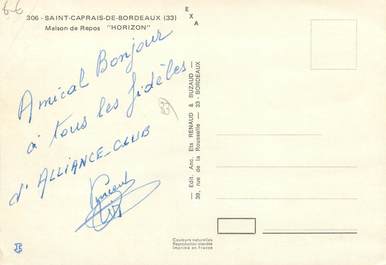 306 - SAINT-CAPRAIS-DE-BORDEAUX (33)
Maison de Repos "HORIZON"
Amical Bonjour
à tous les fidèles
d'ALLIANCE-CLUB
EXA
— Edit. Anc. Ets RENAUD & BUZAUD —
39, rue de la Rousselle — 33 - BORDEAUX
Couleurs naturelles
Reproduction interdite
Imprimé en France